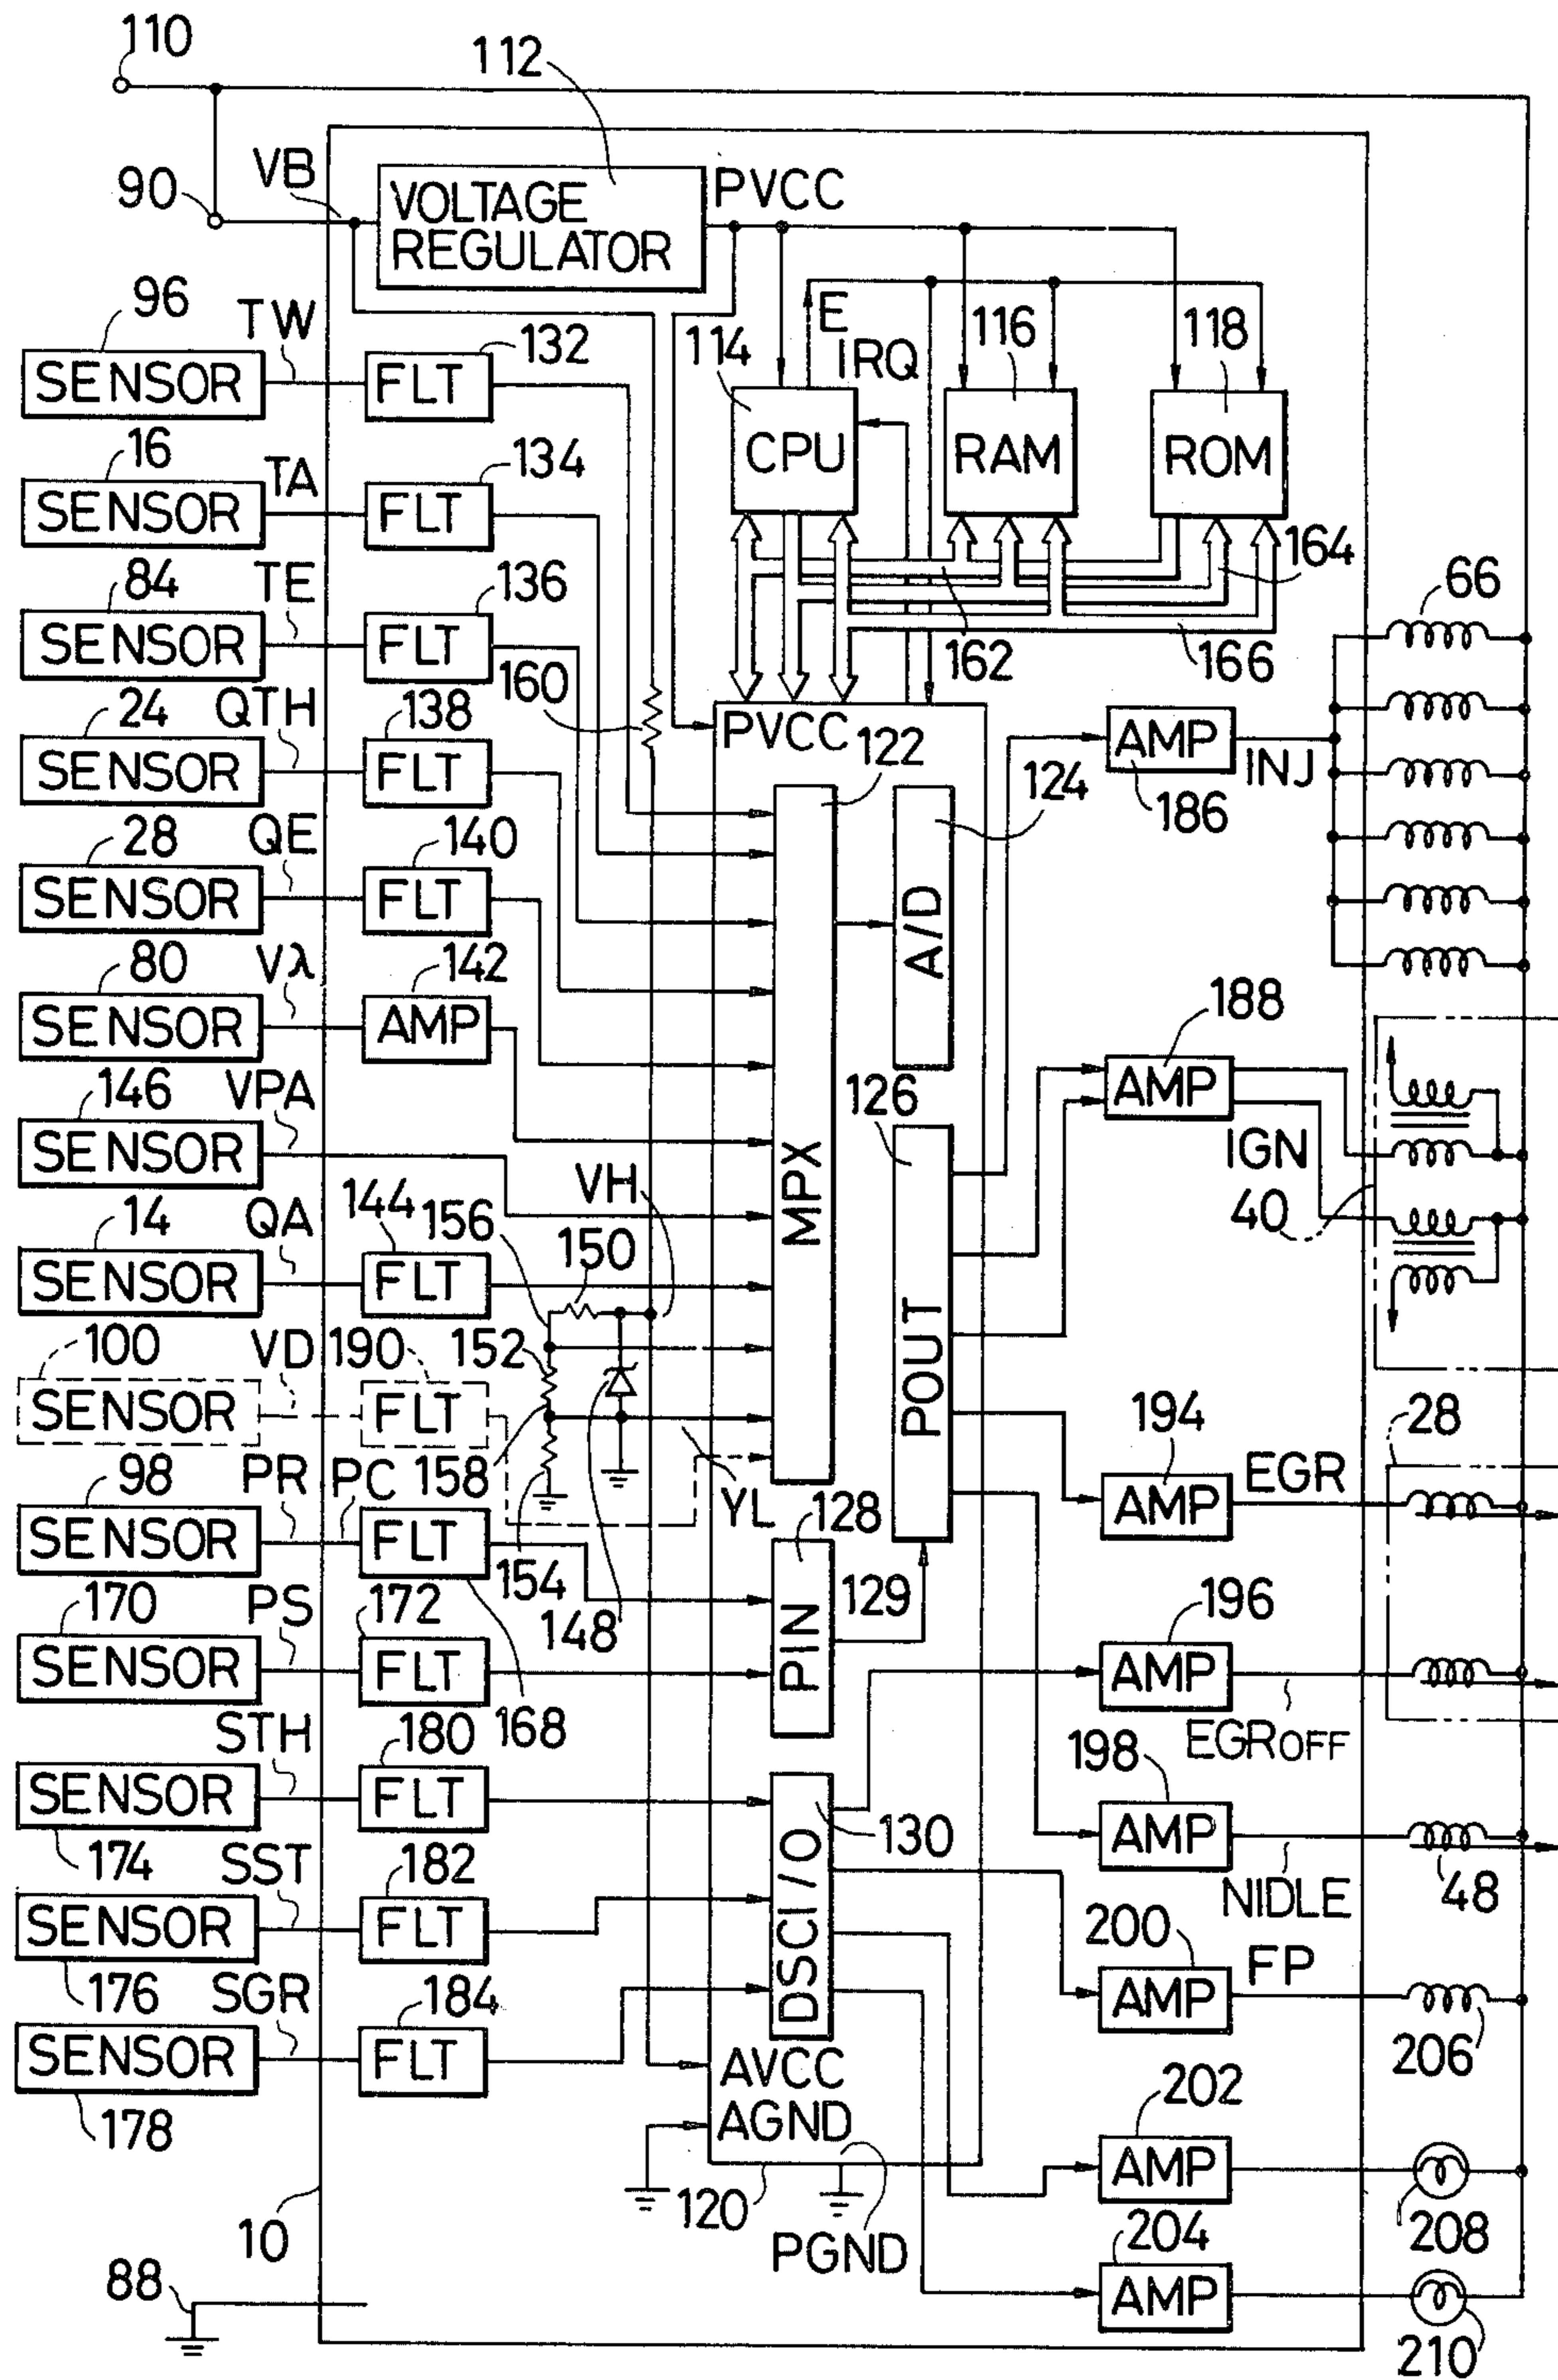 110
112
VB
90
VOLTAGE
REGULATOR
PVCC
96
TW
SENSOR
132
FLT
114
E
IRQ
CPU
116
RAM
118
ROM
16
TA
SENSOR
134
FLT
164
84
TE
SENSOR
136
FLT
162
166
66
24
QTH
SENSOR
160
138
FLT
PVCC
122
124
AMP
INJ
186
28
QE
SENSOR
140
FLT
A/D
80
Vλ
SENSOR
142
AMP
188
AMP
146
VPA
SENSOR
126
MPX
IGN
40
14
QA
SENSOR
144
FLT
156
150
VH
POUT
100
VD
SENSOR
190
FLT
152
158
YL
194
AMP
EGR
28
98
PR
PC
SENSOR
FLT
154
148
128
129
PIN
170
PS
SENSOR
172
FLT
168
196
AMP
EGROFF
STH
SENSOR
174
180
FLT
130
DSCI/O
198
AMP
NIDLE
48
SST
SENSOR
176
182
FLT
200
AMP
FP
206
SGR
SENSOR
178
184
FLT
AVCC
AGND
202
AMP
208
10
120
PGND
204
AMP
210
88